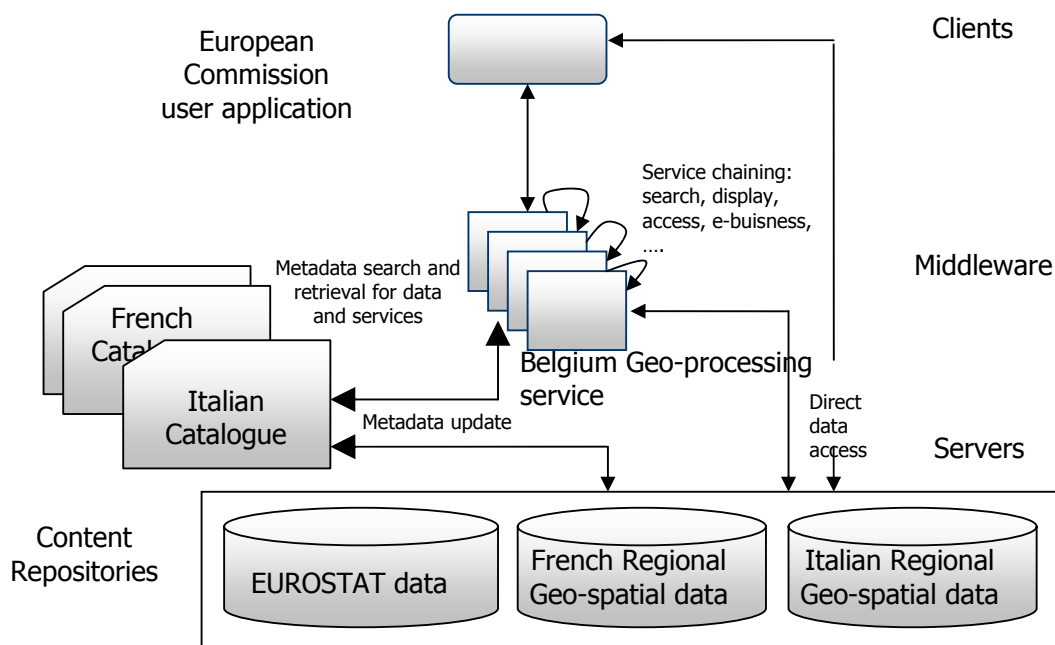 European
Commission
user application
Clients
Service chaining:
search, display,
access, e-buisness,
….
Middleware
Metadata search and
retrieval for data
and services
French
Catal
Italian
Catalogue
Belgium Geo-processing
service
Metadata update
Direct
data
access
Servers
Content
Repositories
EUROSTAT data
French Regional
Geo-spatial data
Italian Regional
Geo-spatial data